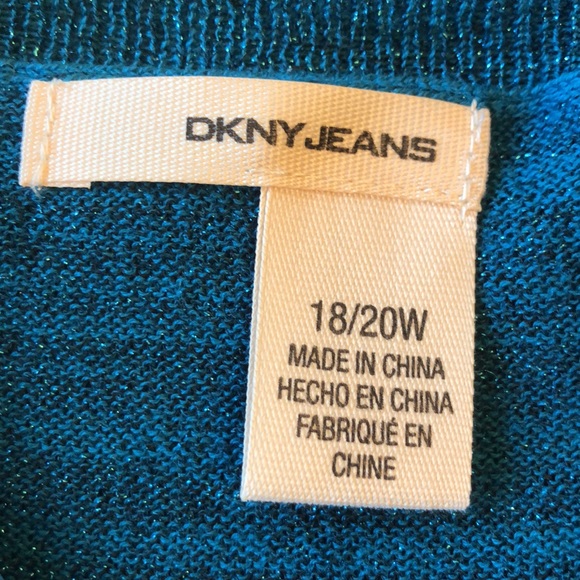 DKNYJEANS
18/20W
MADE IN CHINA
HECHO EN CHINA
FABRIQUÉ EN
CHINE